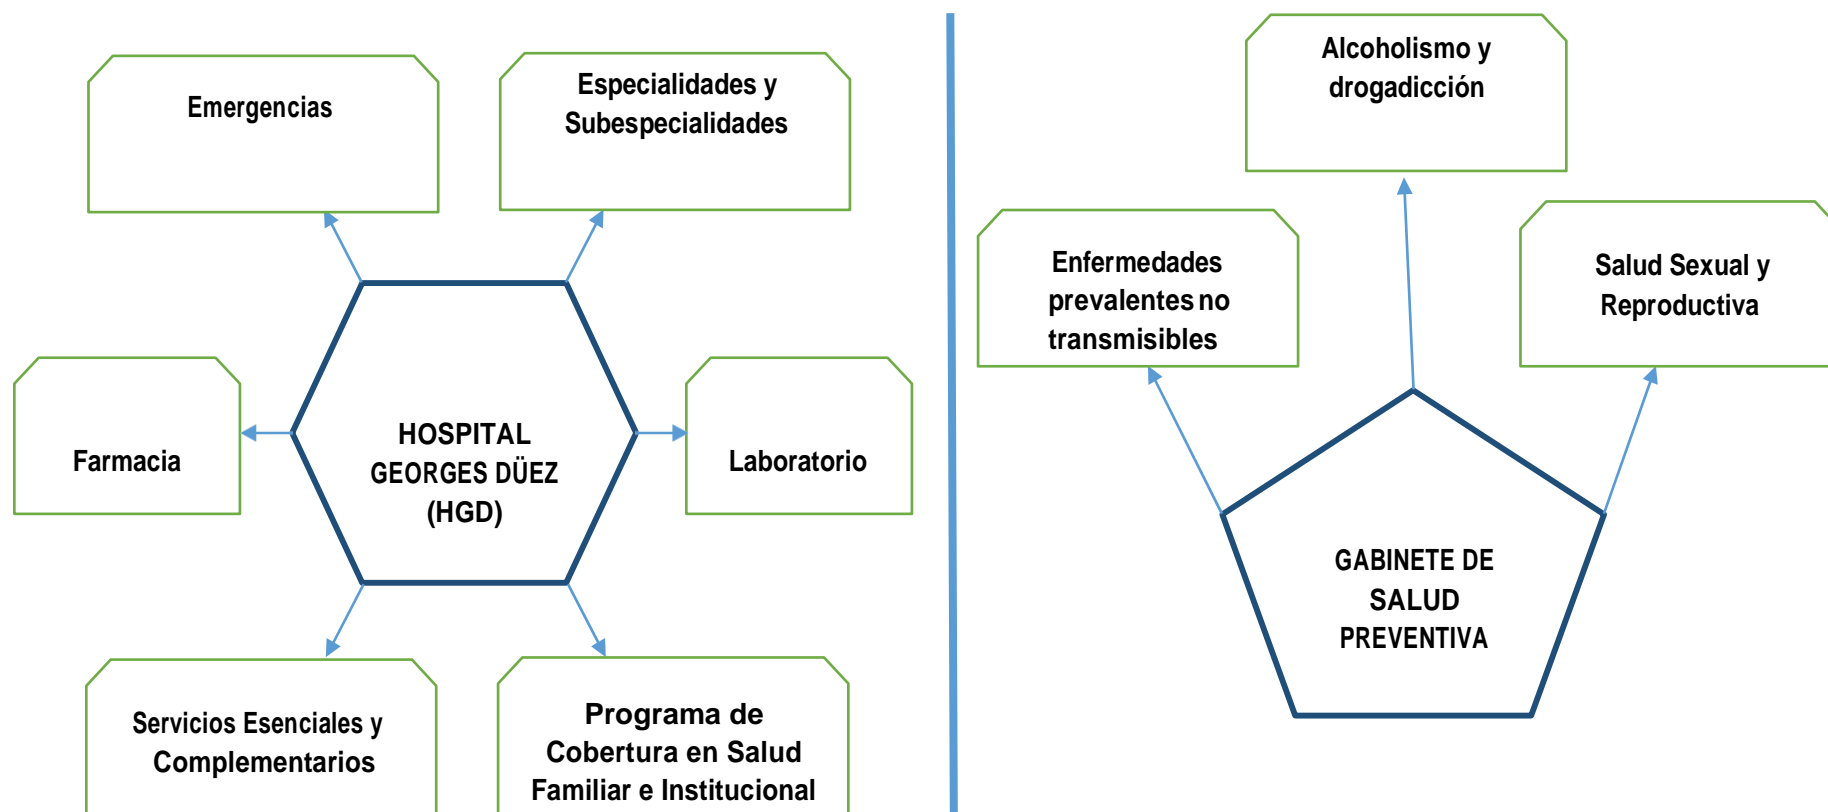 Emergencias
Especialidades y
Subespecialidades
Farmacia
HOSPITAL
GEORGES DÜEZ
(HGD)
Laboratorio
Servicios Esenciales y
Complementarios
Programa de
Cobertura en Salud
Familiar e Institucional
Alcoholismo y
drogadicción
Enfermedades
prevalentes no
transmisibles
Salud Sexual y
Reproductiva
GABINETE DE
SALUD
PREVENTIVA